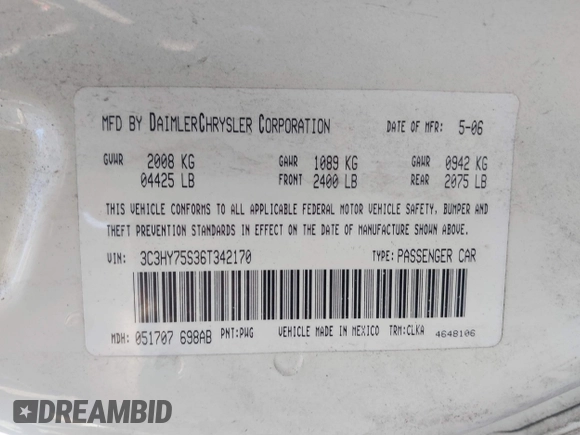 MFD BY DAIMLERCHRYSLER CORPORATION DATE OF MFR: 5-06
GVWR 2008 KG GAWR 1089 KG GAWR 0942 KG
04425 LB FRONT 2400 LB REAR 2075 LB
THIS VEHICLE CONFORMS TO ALL APPLICABLE FEDERAL MOTOR VEHICLE SAFETY, BUMPER AND
THEFT PREVENTION STANDARDS IN EFFECT ON THE DATE OF MANUFACTURE SHOWN ABOVE.
VIN: 3C3HY75S36T342170 TYPE: PASSENGER CAR
MDH: 051707 698AB PNT: PWG VEHICLE MADE IN MEXICO TRM: CLKA 4648106
DREAMBID